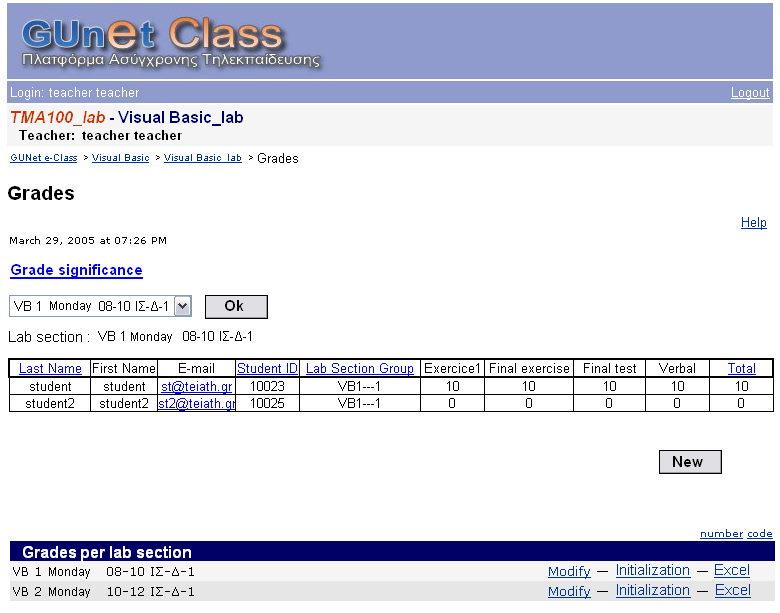 GUnet Class
Πλατφόρμα Ασύγχρονης Τηλεκπαίδευσης
Login: teacher teacher Logout
TMA100_lab - Visual Basic_lab
Teacher: teacher teacher
GUNet e-Class > Visual Basic > Visual Basic_lab > Grades
Grades
Help
March 29, 2005 at 07:26 PM
Grade significance
VB 1 Monday 08-10 ΙΣ-Δ-1 Ok
Lab section : VB 1 Monday 08-10 ΙΣ-Δ-1
Last Name First Name E-mail Student ID Lab Section Group Exercice1 Final exercise Final test Verbal Total
student student st@teiath.gr 10023 VB1---1 10 10 10 10 10
student2 student2 st2@teiath.gr 10025 VB1---1 0 0 0 0 0
New
number code
Grades per lab section
VB 1 Monday 08-10 ΙΣ-Δ-1 Modify — Initialization — Excel
VB 2 Monday 10-12 ΙΣ-Δ-1 Modify — Initialization — Excel